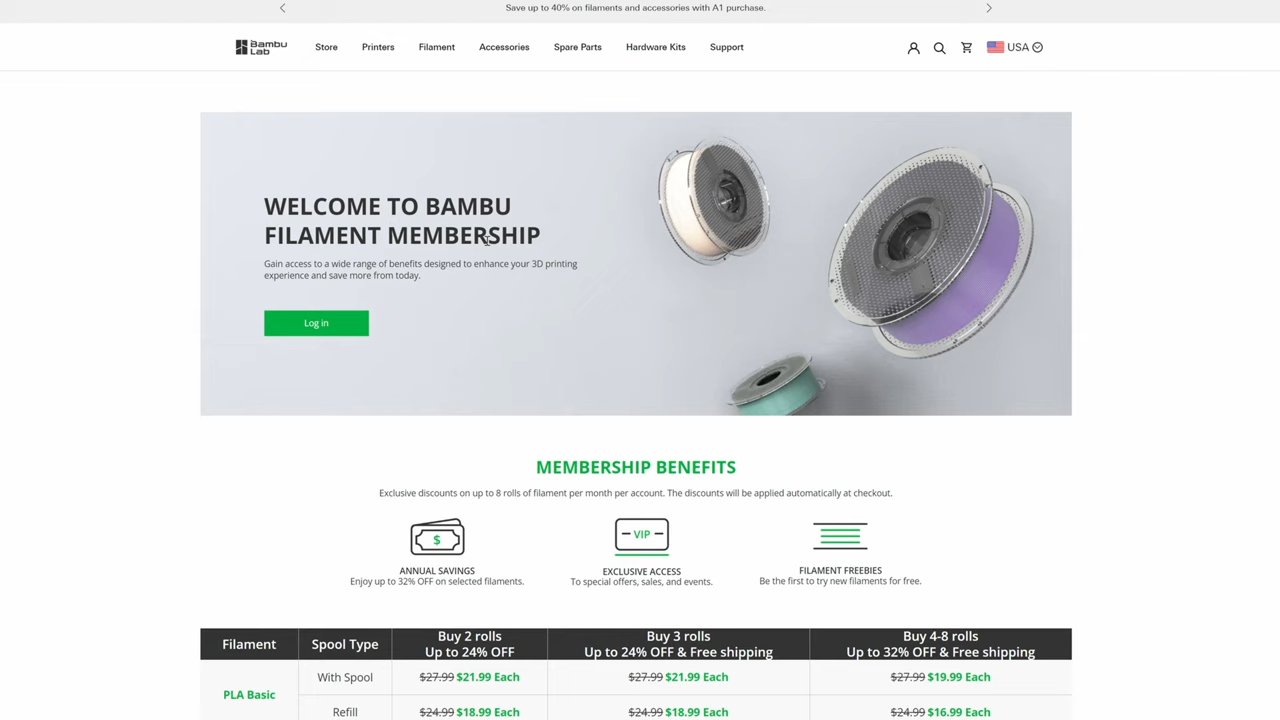 Save up to 40% on filaments and accessories with A1 purchase.
Bambu Lab
Store
Printers
Filament
Accessories
Spare Parts
Hardware Kits
Support
USA
WELCOME TO BAMBU
FILAMENT MEMBERSHIP
Gain access to a wide range of benefits designed to enhance your 3D printing
experience and save more from today.
Log in
MEMBERSHIP BENEFITS
Exclusive discounts on up to 8 rolls of filament per month per account. The discounts will be applied automatically at checkout.
$
VIP
ANNUAL SAVINGS
Enjoy up to 32% OFF on selected filaments.
EXCLUSIVE ACCESS
To special offers, sales, and events.
FILAMENT FREEBIES
Be the first to try new filaments for free.
Filament
Spool Type
Buy 2 rolls
Up to 24% OFF
Buy 3 rolls
Up to 24% OFF & Free shipping
Buy 4-8 rolls
Up to 32% OFF & Free shipping
PLA Basic
With Spool
$27.99 $21.99 Each
$27.99 $21.99 Each
$27.99 $19.99 Each
Refill
$24.99 $18.99 Each
$24.99 $18.99 Each
$24.99 $16.99 Each